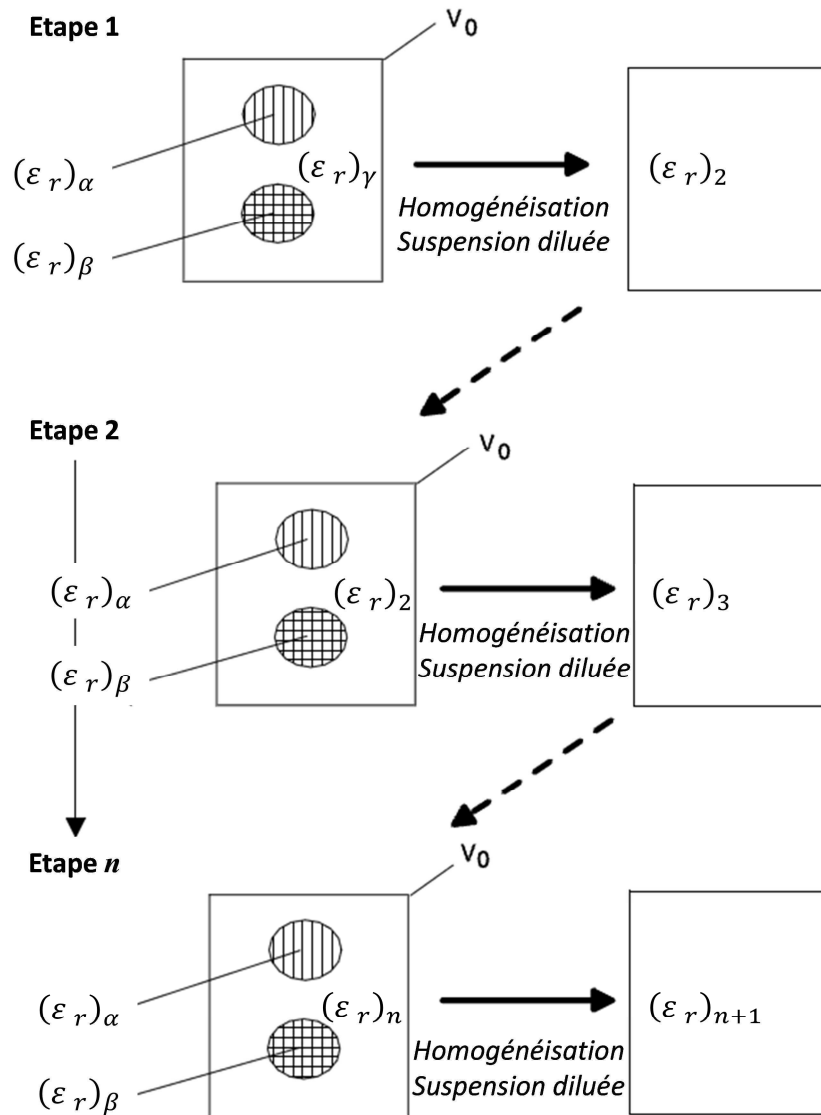 Etape 1
V₀
(ε r)α
(ε r)γ
(ε r)β
Homogénéisation
Suspension diluée
(ε r)₂
Etape 2
V₀
(ε r)α
(ε r)₂
(ε r)β
Homogénéisation
Suspension diluée
(ε r)₃
Etape n
V₀
(ε r)α
(ε r)n
(ε r)β
Homogénéisation
Suspension diluée
(ε r)n+1